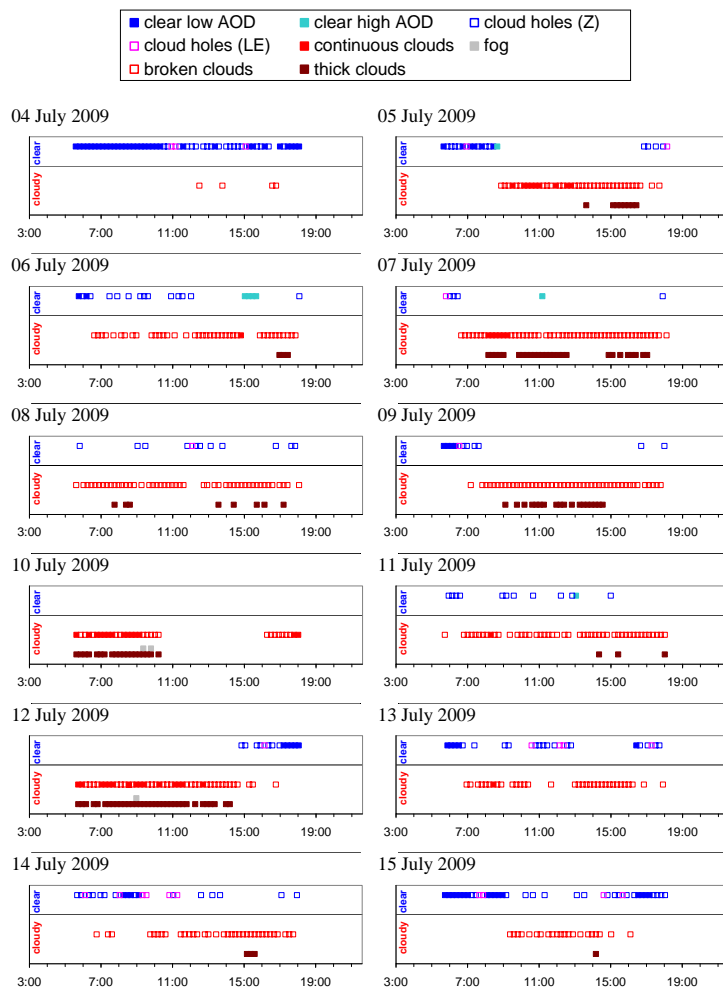 clear low AOD clear high AOD cloud holes (Z)
cloud holes (LE) continuous clouds fog
broken clouds thick clouds
04 July 2009
clear
cloudy
3:00 7:00 11:00 15:00 19:00
05 July 2009
clear
cloudy
3:00 7:00 11:00 15:00 19:00
06 July 2009
clear
cloudy
3:00 7:00 11:00 15:00 19:00
07 July 2009
clear
cloudy
3:00 7:00 11:00 15:00 19:00
08 July 2009
clear
cloudy
3:00 7:00 11:00 15:00 19:00
09 July 2009
clear
cloudy
3:00 7:00 11:00 15:00 19:00
10 July 2009
clear
cloudy
3:00 7:00 11:00 15:00 19:00
11 July 2009
clear
cloudy
3:00 7:00 11:00 15:00 19:00
12 July 2009
clear
cloudy
3:00 7:00 11:00 15:00 19:00
13 July 2009
clear
cloudy
3:00 7:00 11:00 15:00 19:00
14 July 2009
clear
cloudy
3:00 7:00 11:00 15:00 19:00
15 July 2009
clear
cloudy
3:00 7:00 11:00 15:00 19:00